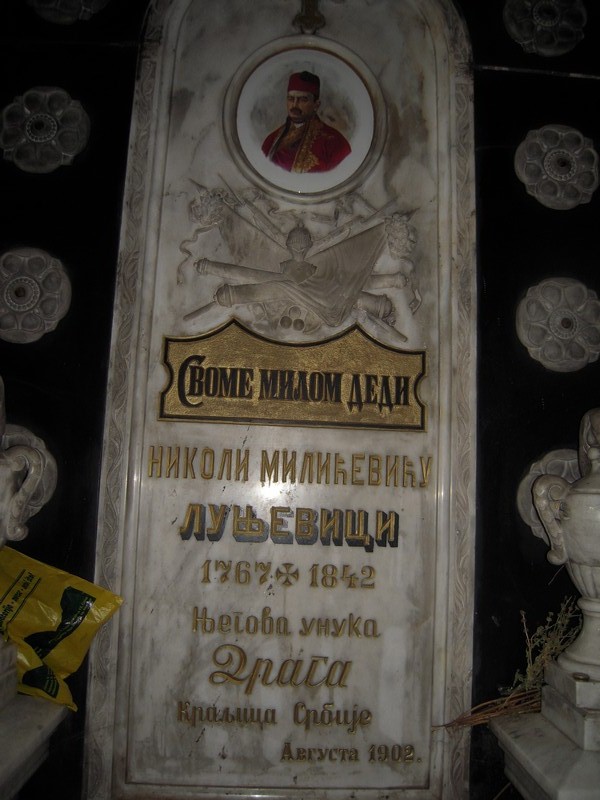 Своме милом деди
Николи Милићевићу
Луњевици
1767 ✠ 1842
Његова унука
Драга
Краљица Србије
Августа 1902.